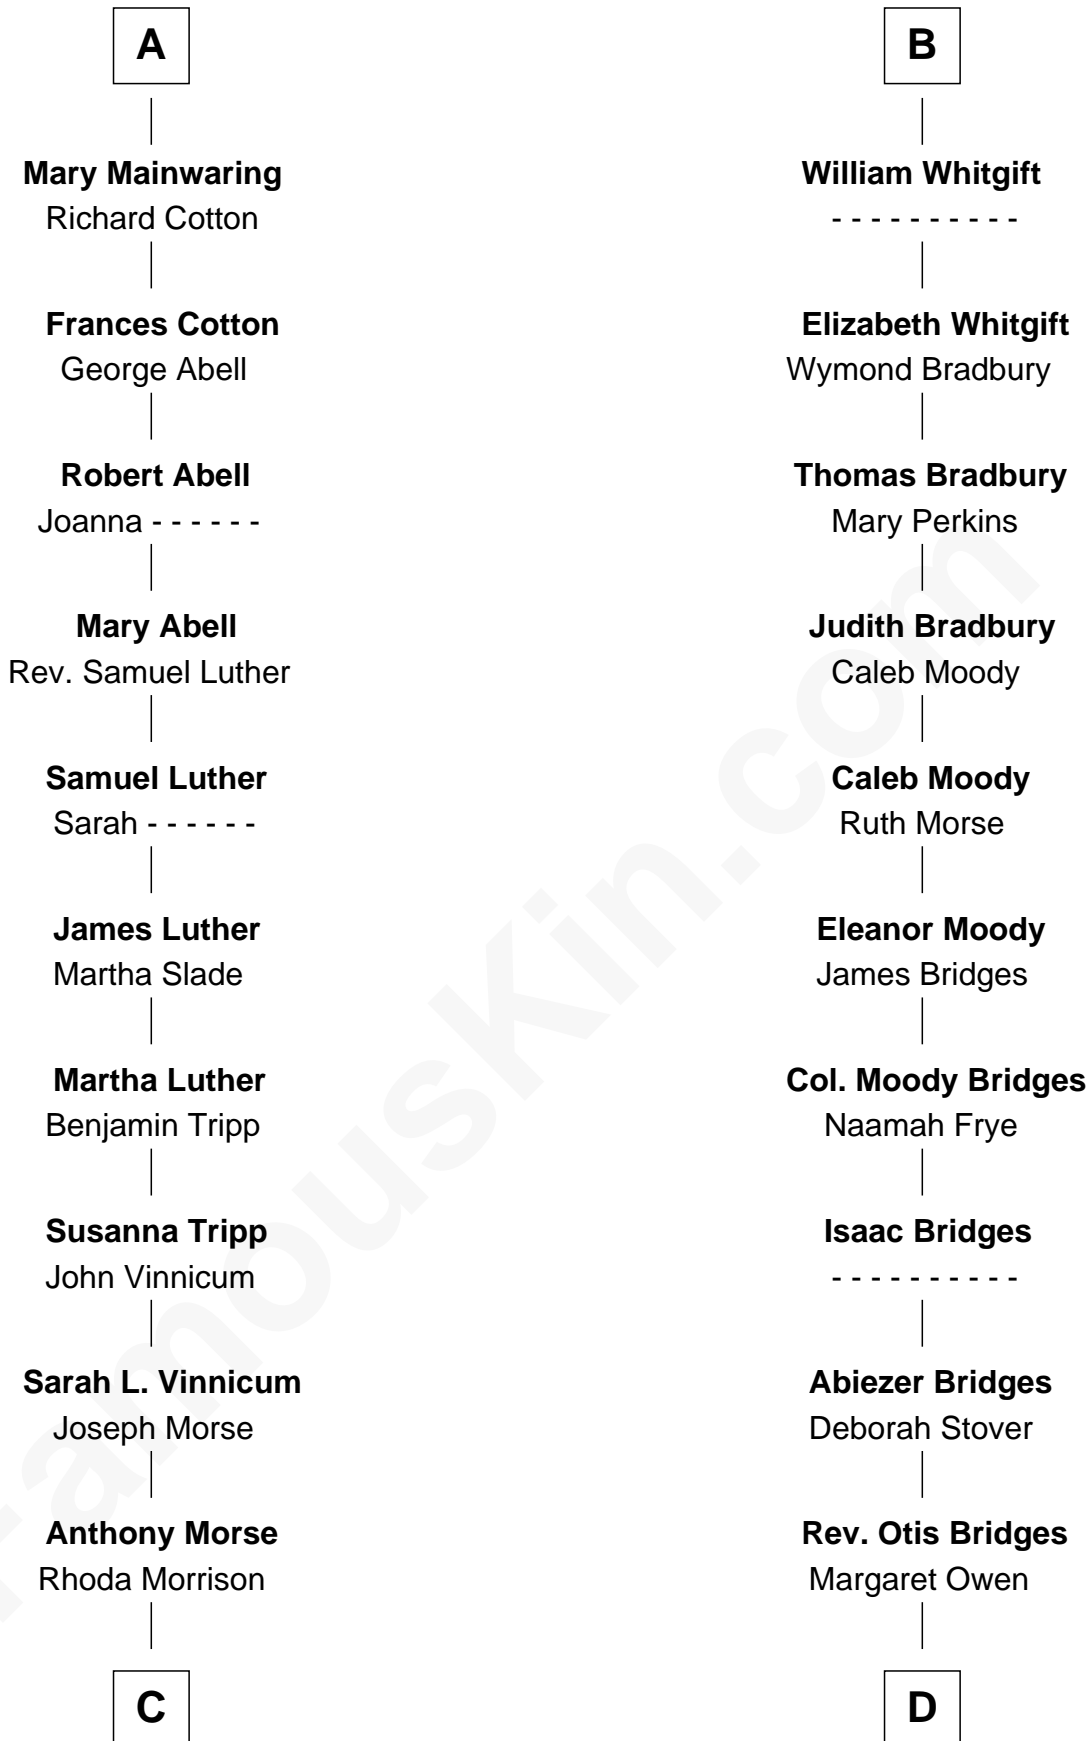 A
Mary Mainwaring
Richard Cotton
Frances Cotton
George Abell
Robert Abell
Joanna - - - - - -
Mary Abell
Rev. Samuel Luther
Samuel Luther
Sarah - - - - - -
James Luther
Martha Slade
Martha Luther
Benjamin Tripp
Susanna Tripp
John Vinnicum
Sarah L. Vinnicum
Joseph Morse
Anthony Morse
Rhoda Morrison
C
B
William Whitgift
- - - - - - - - - -
Elizabeth Whitgift
Wymond Bradbury
Thomas Bradbury
Mary Perkins
Judith Bradbury
Caleb Moody
Caleb Moody
Ruth Morse
Eleanor Moody
James Bridges
Col. Moody Bridges
Naamah Frye
Isaac Bridges
- - - - - - - - - -
Abiezer Bridges
Deborah Stover
Rev. Otis Bridges
Margaret Owen
D
FamousKin.com